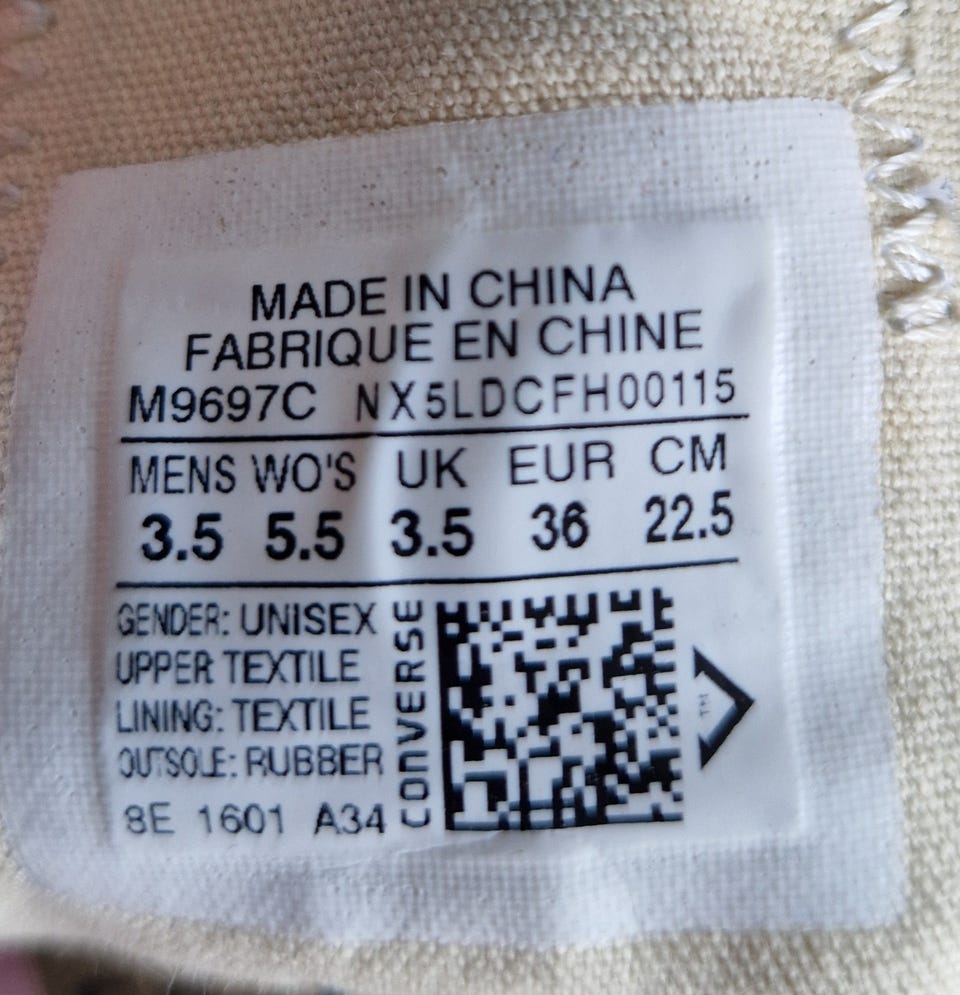 MADE IN CHINA
FABRIQUE EN CHINE
M9697C NX5LDCFH00115
MENS WO'S UK EUR CM
3.5 5.5 3.5 36 22.5
GENDER: UNISEX
UPPER TEXTILE
LINING: TEXTILE
OUTSOLE: RUBBER
8E 1601 A34
CONVERSE
TM